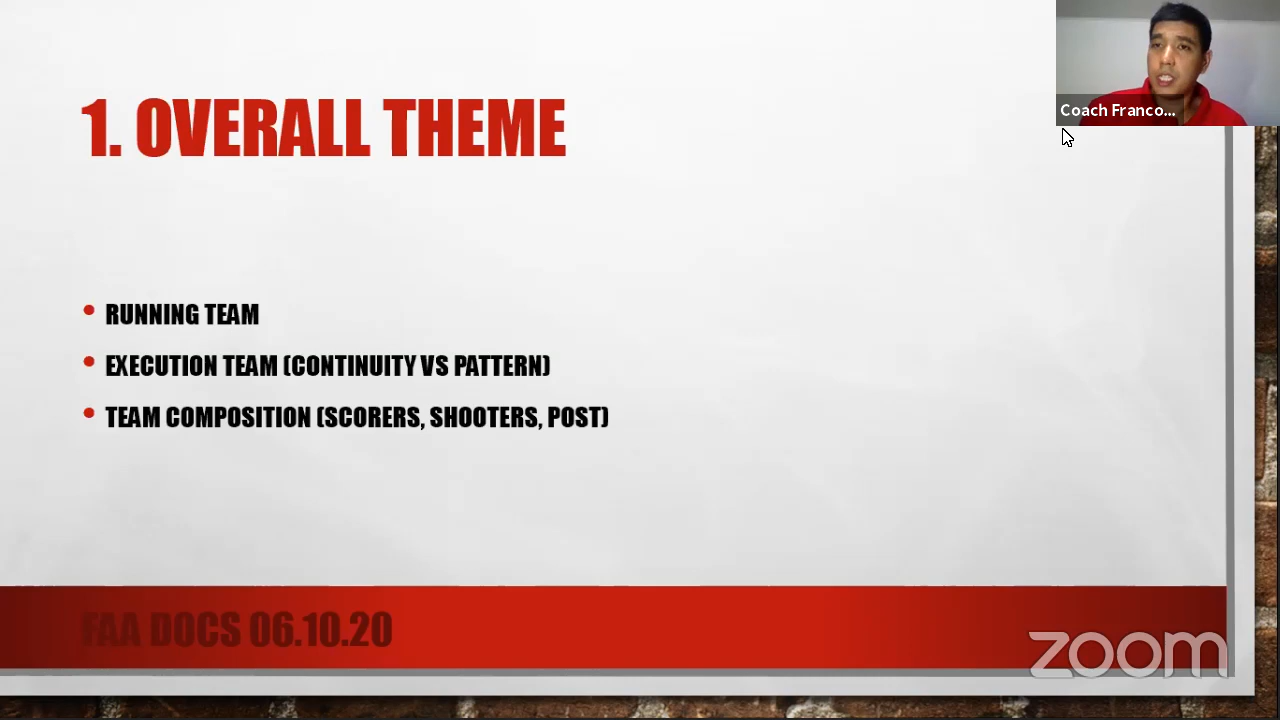 1. OVERALL THEME
Coach Franco...
• RUNNING TEAM
• EXECUTION TEAM (CONTINUITY VS PATTERN)
• TEAM COMPOSITION (SCORERS, SHOOTERS, POST)
FAA DOCS 06.10.20
zoom